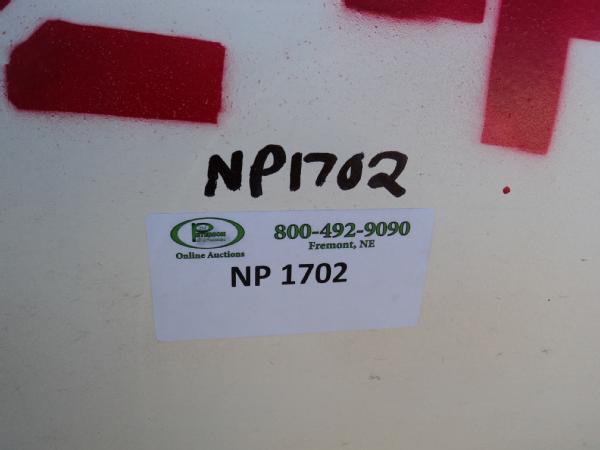 NP1702
800-492-9090
Fremont, NE
Online Auctions
NP 1702